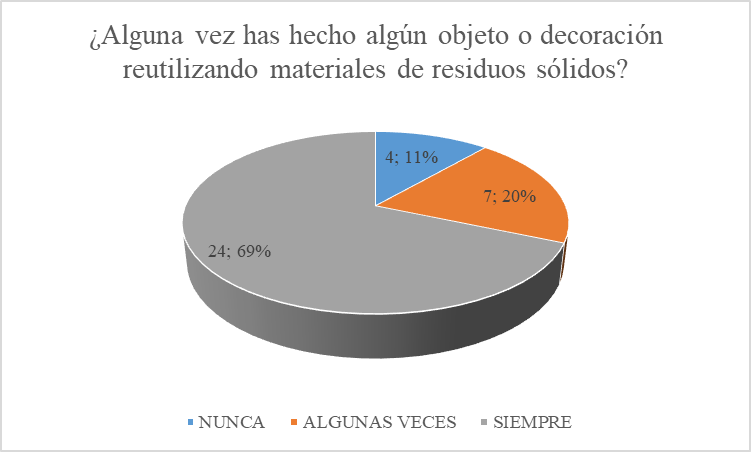 ¿Alguna vez has hecho algún objeto o decoración
reutilizando materiales de residuos sólidos?
4; 11%
7; 20%
24; 69%
NUNCA
ALGUNAS VECES
SIEMPRE